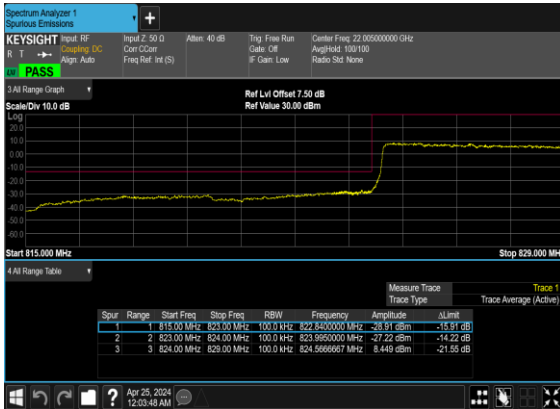 Spectrum Analyzer 1
Spurious Emissions
+
KEYSIGHT Input: RF Input Z: 50 Ω Atten: 40 dB Trig: Free Run Center Freq: 22.005000000 GHz
R T Coupling: DC Corr CCorr Gate: Off Avg|Hold: 100/100
Align: Auto Freq Ref: Int (S) IF Gain: Low Radio Std: None
PASS
3 All Range Graph
Ref Lvl Offset 7.50 dB
Scale/Div 10.0 dB Ref Value 30.00 dBm
Log
20.0
10.0
0.00
-10.0
-20.0
-30.0
-40.0
-50.0
-60.0
Start 815.000 MHz Stop 829.000 MH
4 All Range Table
Measure Trace Trace 1
Trace Type Trace Average (Active)
Spur Range Start Freq Stop Freq RBW Frequency Amplitude ΔLimit
1 1 815.00 MHz 823.00 MHz 100.0 kHz 822.8400000 MHz -28.91 dBm -15.91 dB
2 2 823.00 MHz 824.00 MHz 100.0 kHz 823.9950000 MHz -27.22 dBm -14.22 dB
3 3 824.00 MHz 829.00 MHz 100.0 kHz 824.5666667 MHz 8.449 dBm -21.55 dB
?
Apr 25, 2024
12:03:48 AM